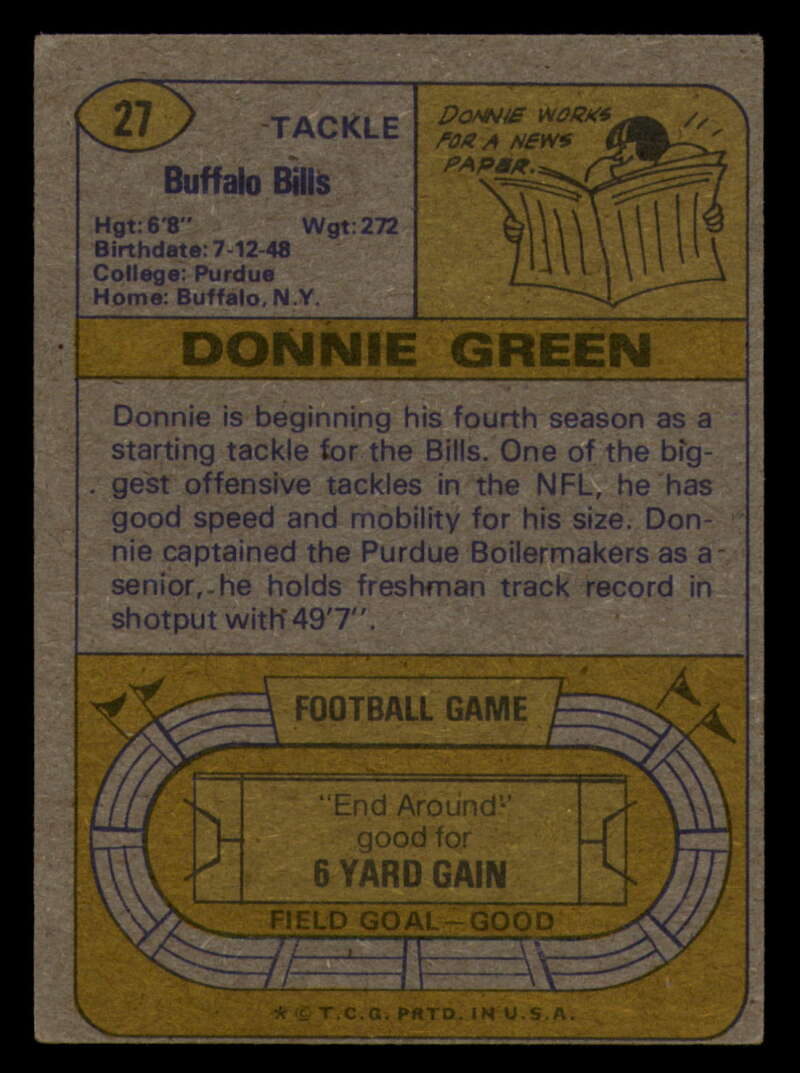 27
TACKLE
Buffalo Bills
Hgt: 6'8" Wgt: 272
Birthdate: 7-12-48
College: Purdue
Home: Buffalo, N.Y.
DONNIE WORKS
FOR A NEWS
PAPER.
DONNIE GREEN
Donnie is beginning his fourth season as a
starting tackle for the Bills. One of the big-
gest offensive tackles in the NFL, he has
good speed and mobility for his size. Don-
nie captained the Purdue Boilermakers as a
senior, he holds freshman track record in
shotput with 49'7".
FOOTBALL GAME
"End Around"
good for
6 YARD GAIN
FIELD GOAL—GOOD
* © T.C.G. PRTD. IN U.S.A.